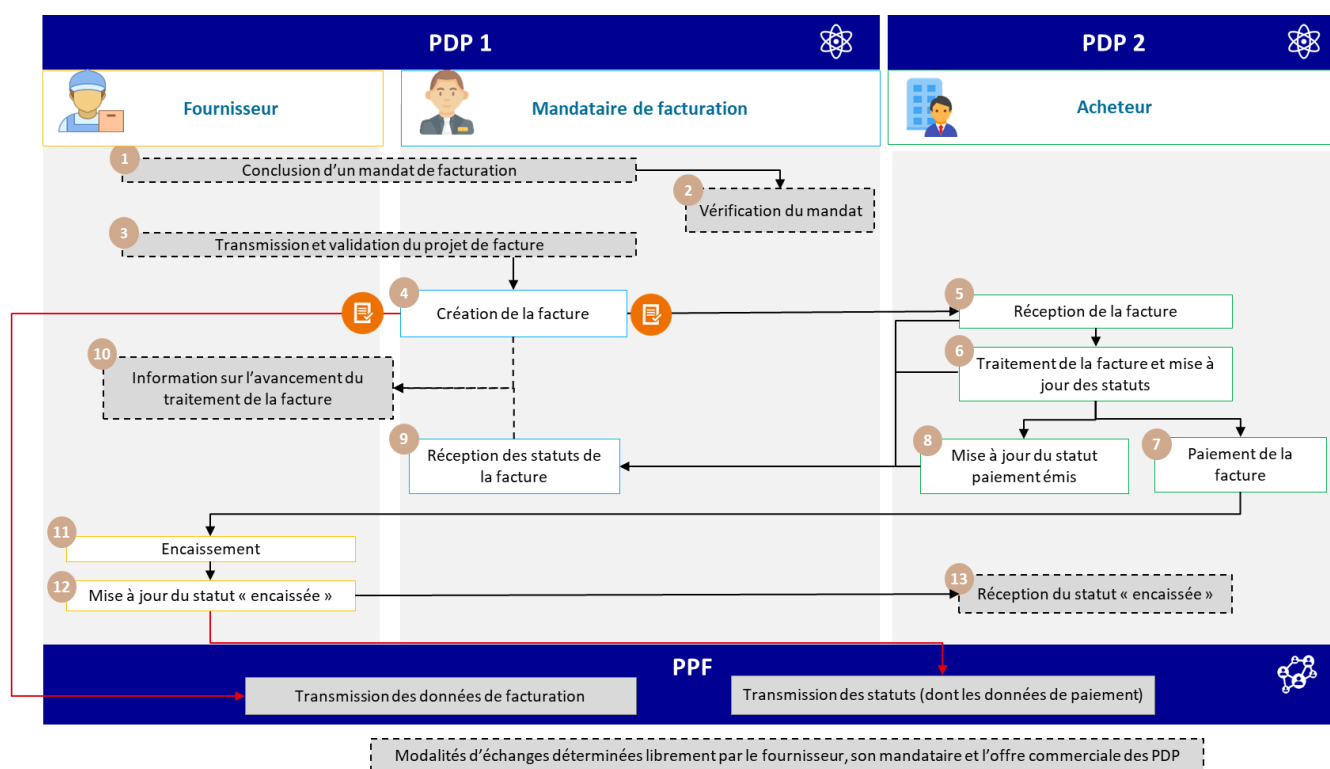 PDP 1
PDP 2
Fournisseur
Mandataire de facturation
Acheteur
1
Conclusion d’un mandat de facturation
2
Vérification du mandat
3
Transmission et validation du projet de facture
4
Création de la facture
5
Réception de la facture
6
Traitement de la facture et mise à
jour des statuts
10
Information sur l’avancement du
traitement de la facture
9
Réception des statuts de
la facture
8
Mise à jour du statut
paiement émis
7
Paiement de la
facture
11
Encaissement
12
Mise à jour du statut « encaissée »
13
Réception du statut « encaissée »
PPF
Transmission des données de facturation
Transmission des statuts (dont les données de paiement)
Modalités d’échanges déterminées librement par le fournisseur, son mandataire et l’offre commerciale des PDP